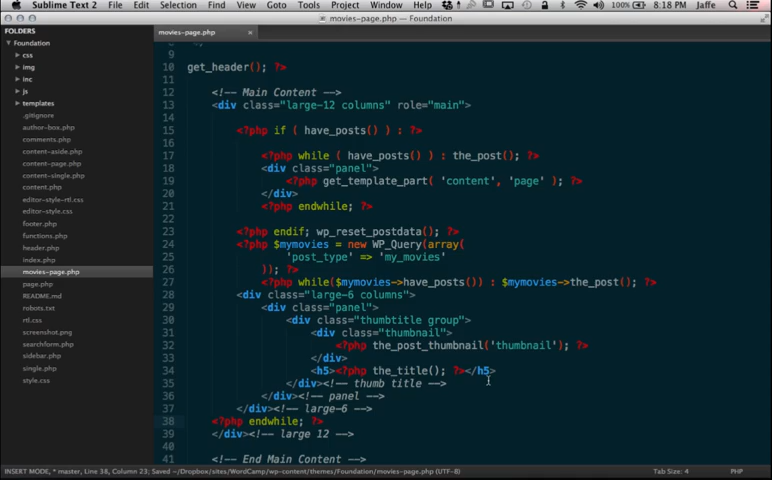 Sublime Text 2 File Edit Selection Find View Goto Tools Project Window Help 100% 8:18 PM Jaffe
movies-page.php — Foundation
FOLDERS
Foundation
css
img
inc
js
templates
.gitignore
author-box.php
comments.php
content-aside.php
content-page.php
content-single.php
content.php
editor-style-rtl.css
editor-style.css
footer.php
functions.php
header.php
index.php
movies-page.php
page.php
README.md
robots.txt
rtl.css
screenshot.png
searchform.php
sidebar.php
single.php
style.css
movies-page.php ×
9
10 get_header(); ?>
11
12 <!-- Main Content -->
13 <div class="large-12 columns" role="main">
14
15 <?php if ( have_posts() ) : ?>
16
17 <?php while ( have_posts() ) : the_post(); ?>
18 <div class="panel">
19 <?php get_template_part( 'content', 'page' ); ?>
20 </div>
21 <?php endwhile; ?>
22
23 <?php endif; wp_reset_postdata(); ?>
24 <?php $mymovies = new WP_Query(array(
25 'post_type' => 'my_movies'
26 )); ?>
27 <?php while($mymovies->have_posts()) : $mymovies->the_post(); ?>
28 <div class="large-6 columns">
29 <div class="panel">
30 <div class="thumbtitle group">
31 <div class="thumbnail">
32 <?php the_post_thumbnail('thumbnail'); ?>
33 </div>
34 <h5><?php the_title(); ?></h5>
35 </div><!-- thumb title -->
36 </div><!-- panel -->
37 </div><!-- large-6 -->
38 <?php endwhile; ?>
39 </div><!-- large 12 -->
40
41 <!-- End Main Content -->
INSERT MODE, * master, Line 38, Column 23; Saved ~/Dropbox/sites/WordCamp/wp-content/themes/Foundation/movies-page.php (UTF-8) Tab Size: 4 PHP